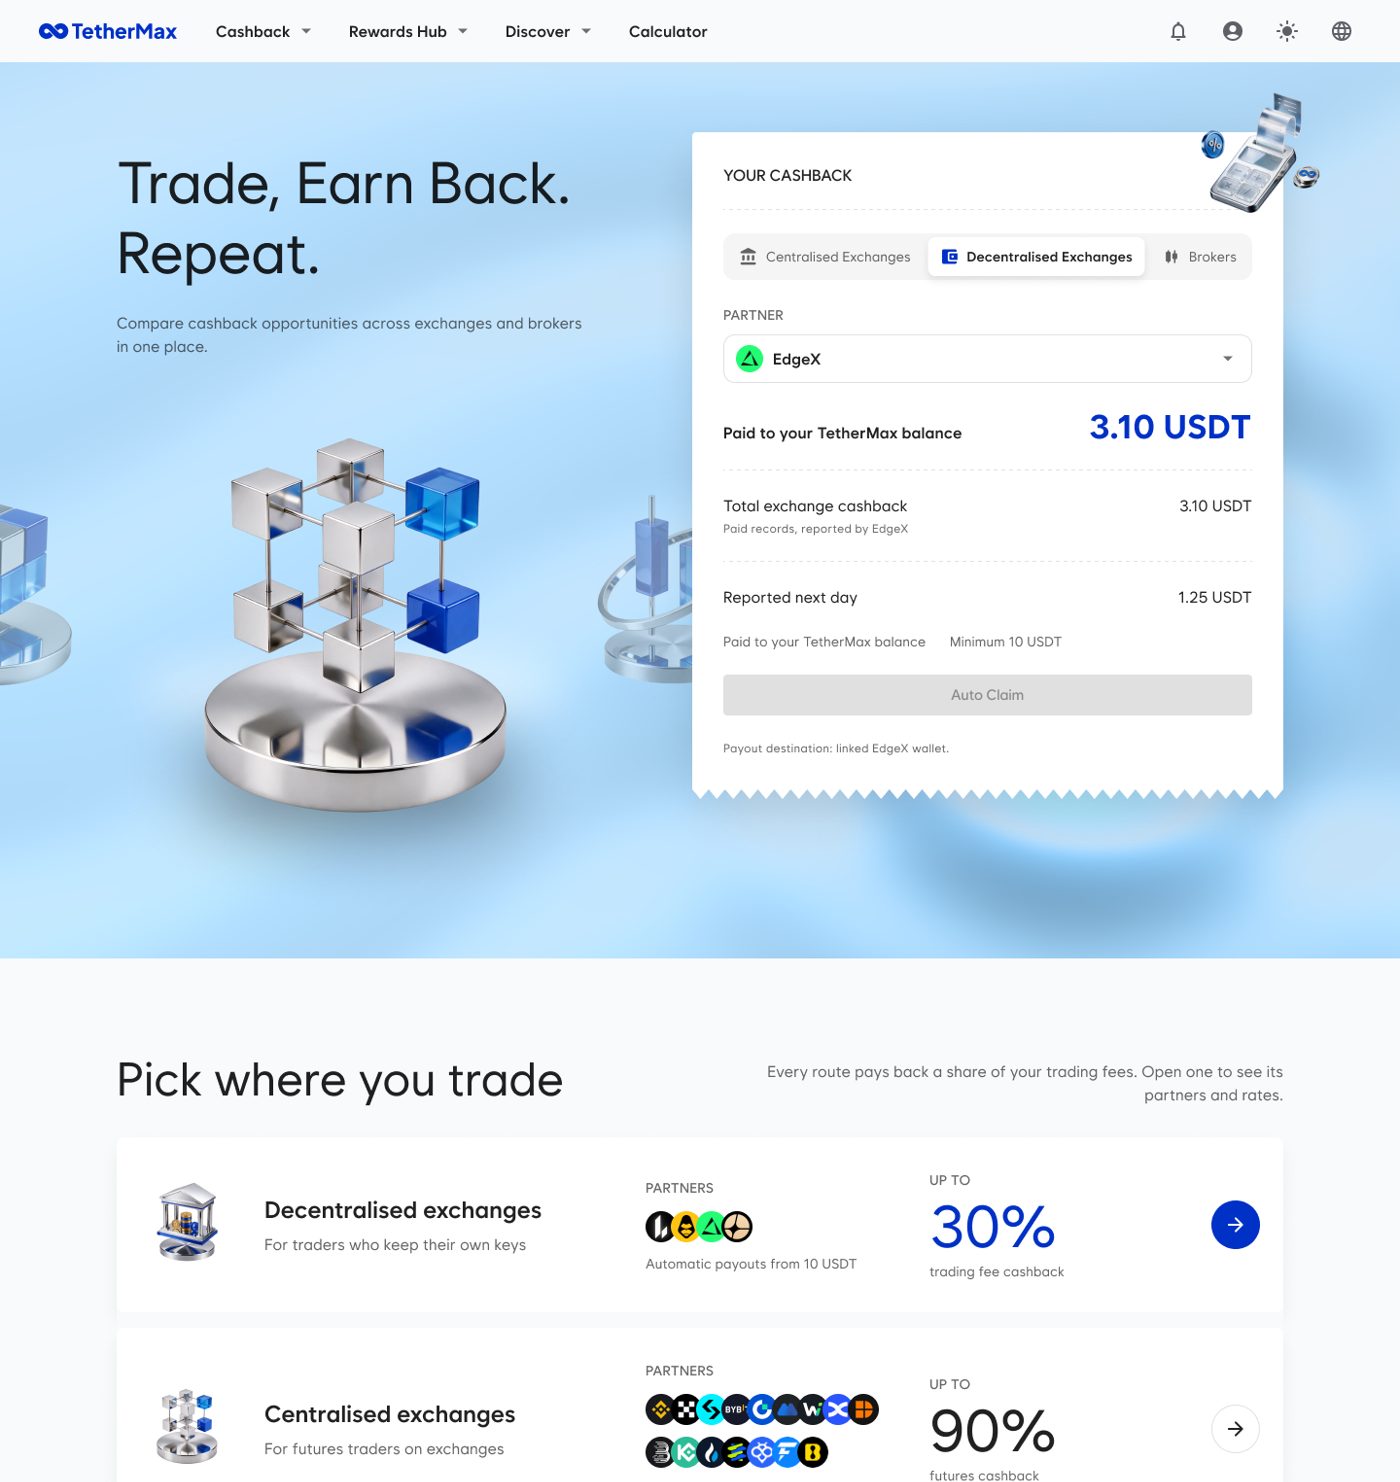 TetherMax
Cashback
Rewards Hub
Discover
Calculator
Trade, Earn Back.
Repeat.
Compare cashback opportunities across exchanges and brokers
in one place.
YOUR CASHBACK
Centralised Exchanges
Decentralised Exchanges
Brokers
PARTNER
EdgeX
Paid to your TetherMax balance
3.10 USDT
Total exchange cashback
3.10 USDT
Paid records, reported by EdgeX
Reported next day
1.25 USDT
Paid to your TetherMax balance
Minimum 10 USDT
Auto Claim
Payout destination: linked EdgeX wallet.
Pick where you trade
Every route pays back a share of your trading fees. Open one to see its
partners and rates.
Decentralised exchanges
For traders who keep their own keys
PARTNERS
Automatic payouts from 10 USDT
UP TO
30%
trading fee cashback
Centralised exchanges
For futures traders on exchanges
PARTNERS
UP TO
90%
futures cashback